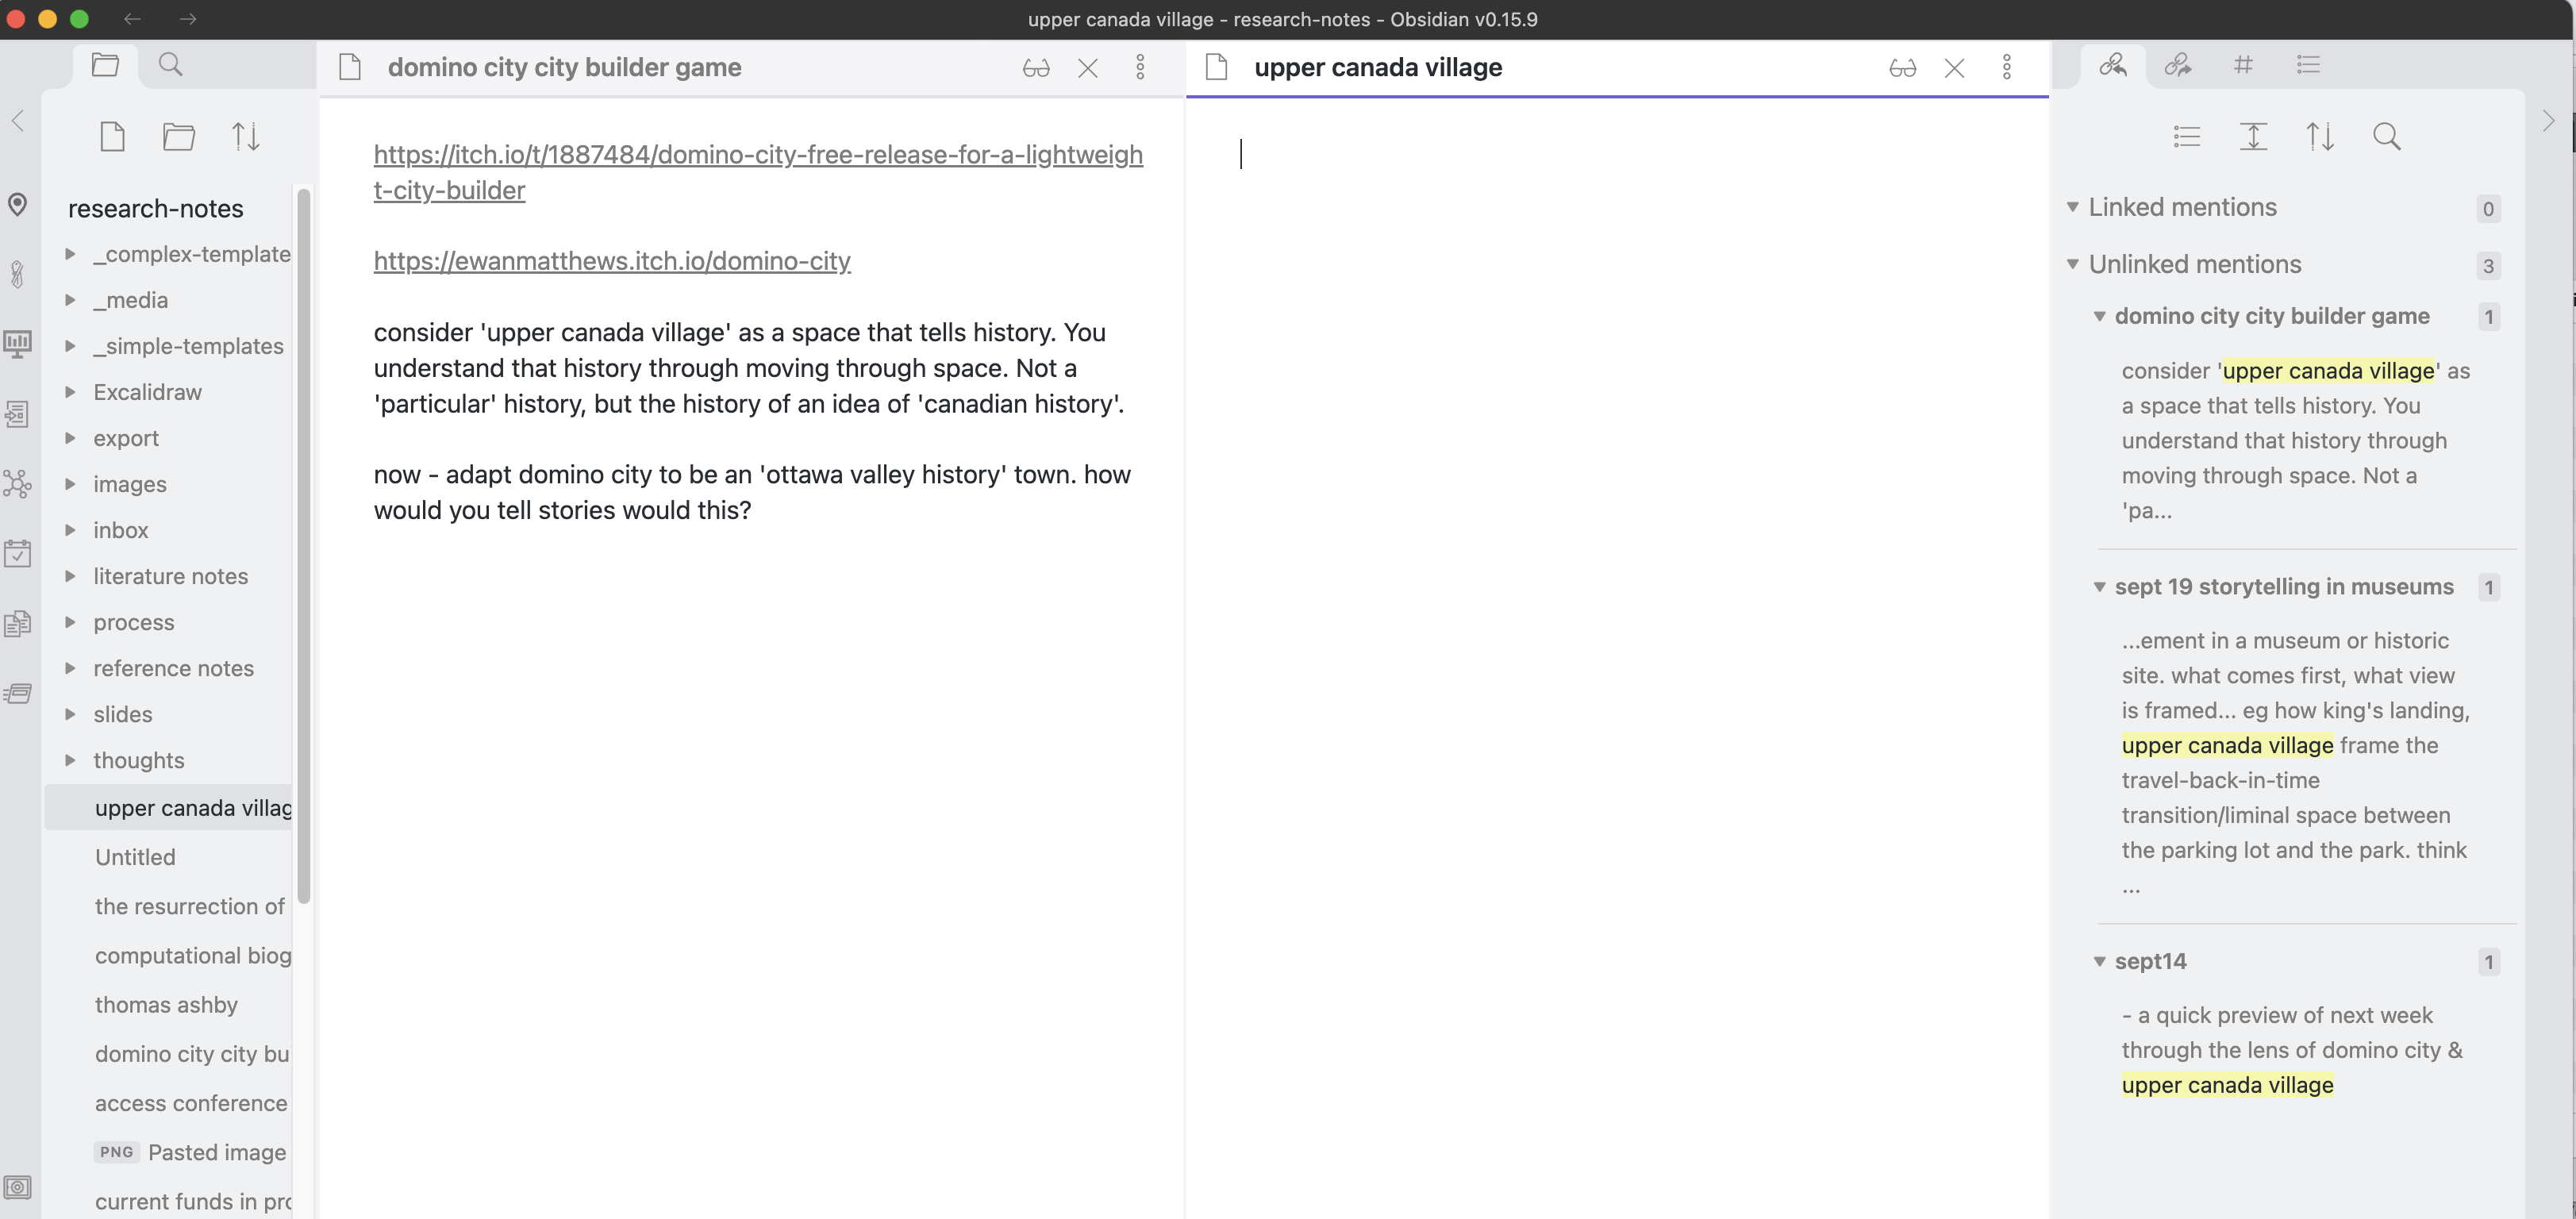 upper canada village - research-notes - Obsidian v0.15.9
research-notes
_complex-template
_media
_simple-templates
Excalidraw
export
images
inbox
literature notes
process
reference notes
slides
thoughts
upper canada villag
Untitled
the resurrection of
computational biog
thomas ashby
domino city city bu
access conference
PNG Pasted image
current funds in pro
domino city city builder game
https://itch.io/t/1887484/domino-city-free-release-for-a-lightweigh
t-city-builder
https://ewanmatthews.itch.io/domino-city
consider 'upper canada village' as a space that tells history. You
understand that history through moving through space. Not a
'particular' history, but the history of an idea of 'canadian history'.
now - adapt domino city to be an 'ottawa valley history' town. how
would you tell stories would this?
upper canada village
Linked mentions 0
Unlinked mentions 3
domino city city builder game 1
consider 'upper canada village' as
a space that tells history. You
understand that history through
moving through space. Not a
'pa...
sept 19 storytelling in museums 1
...ement in a museum or historic
site. what comes first, what view
is framed... eg how king's landing,
upper canada village frame the
travel-back-in-time
transition/liminal space between
the parking lot and the park. think
...
sept14 1
- a quick preview of next week
through the lens of domino city &
upper canada village